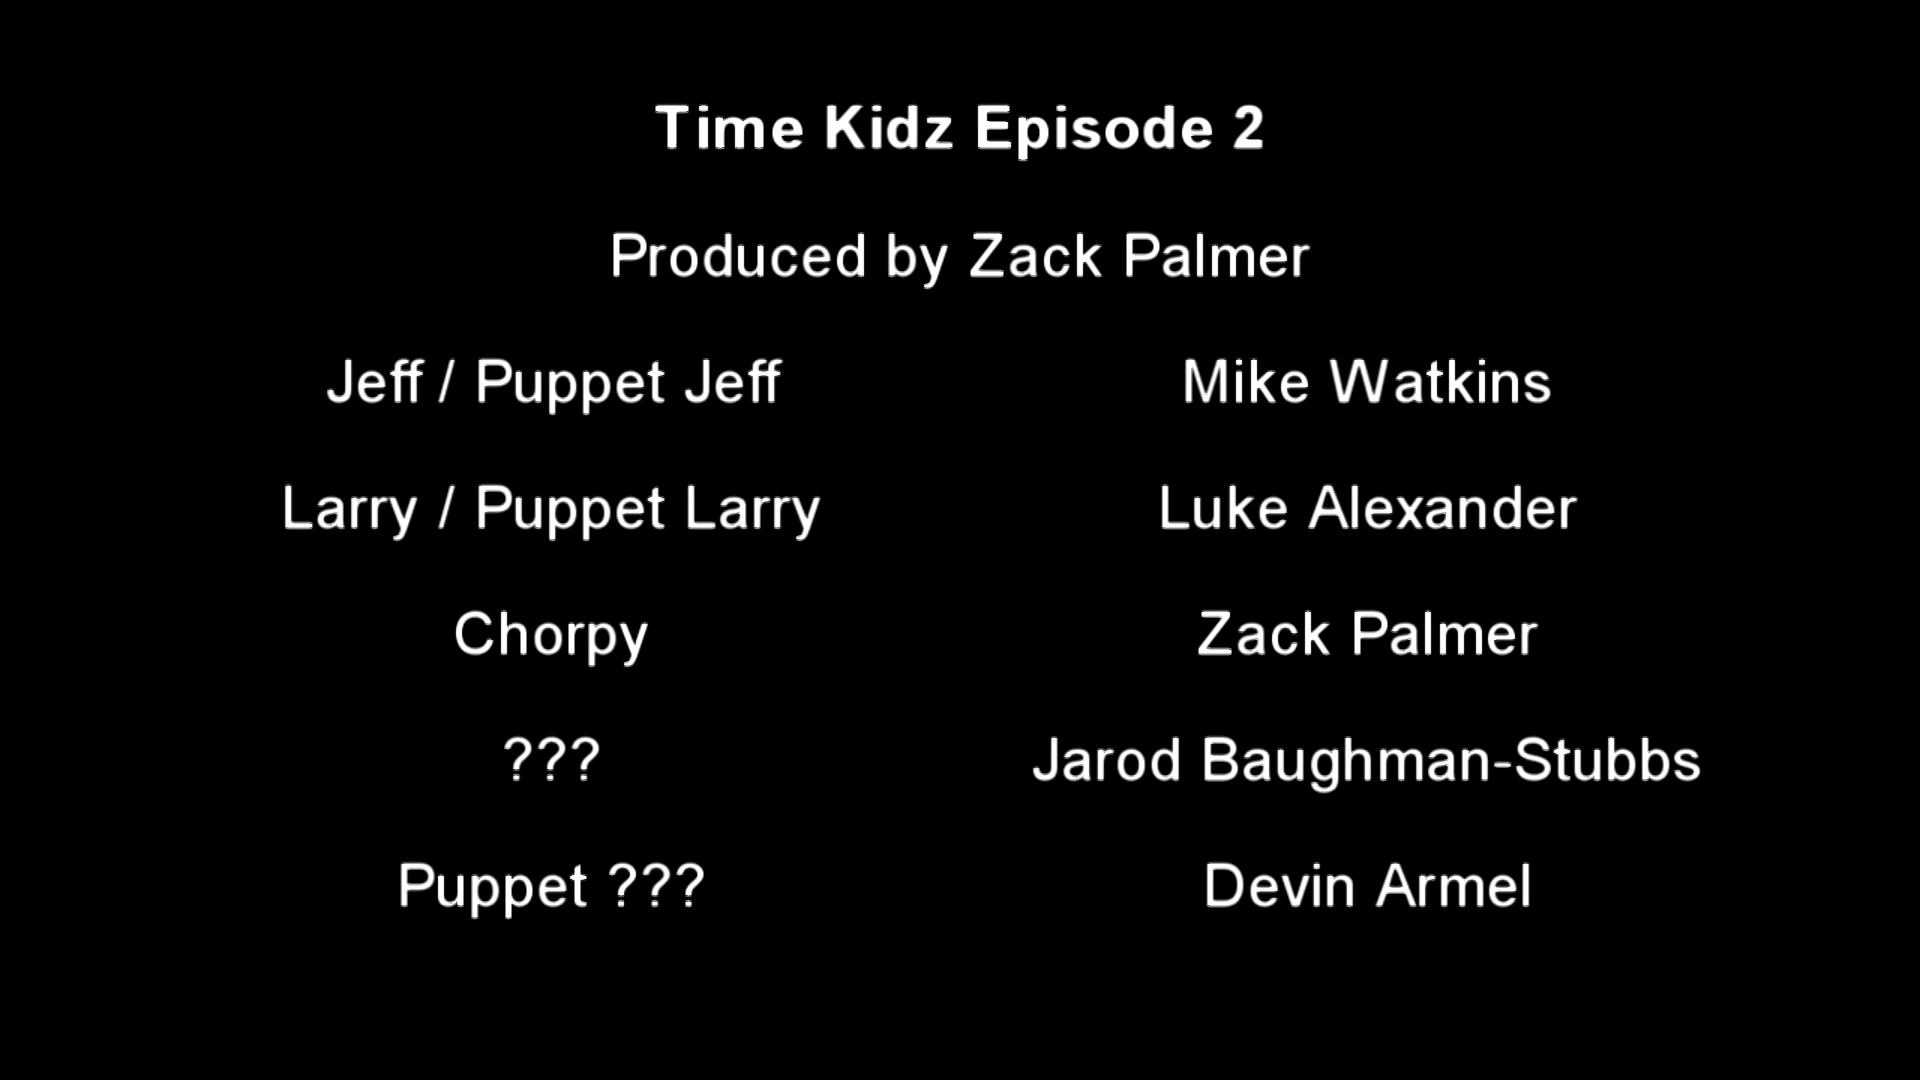 Time Kidz Episode 2
Produced by Zack Palmer
Jeff / Puppet Jeff Mike Watkins
Larry / Puppet Larry Luke Alexander
Chorpy Zack Palmer
??? Jarod Baughman-Stubbs
Puppet ??? Devin Armel